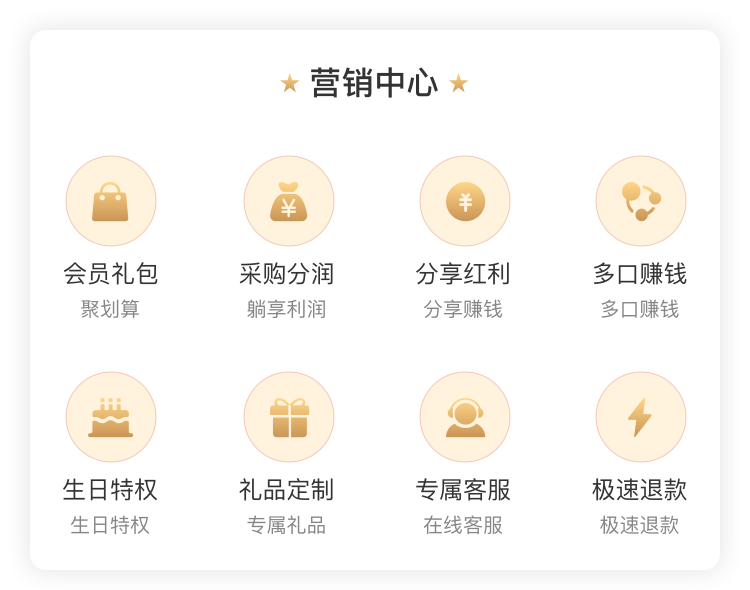 营销中心
会员礼包 采购分润 分享红利 多口赚钱
聚划算 躺享利润 分享赚钱 多口赚钱
生日特权 礼品定制 专属客服 极速退款
生日特权 专属礼品 在线客服 极速退款